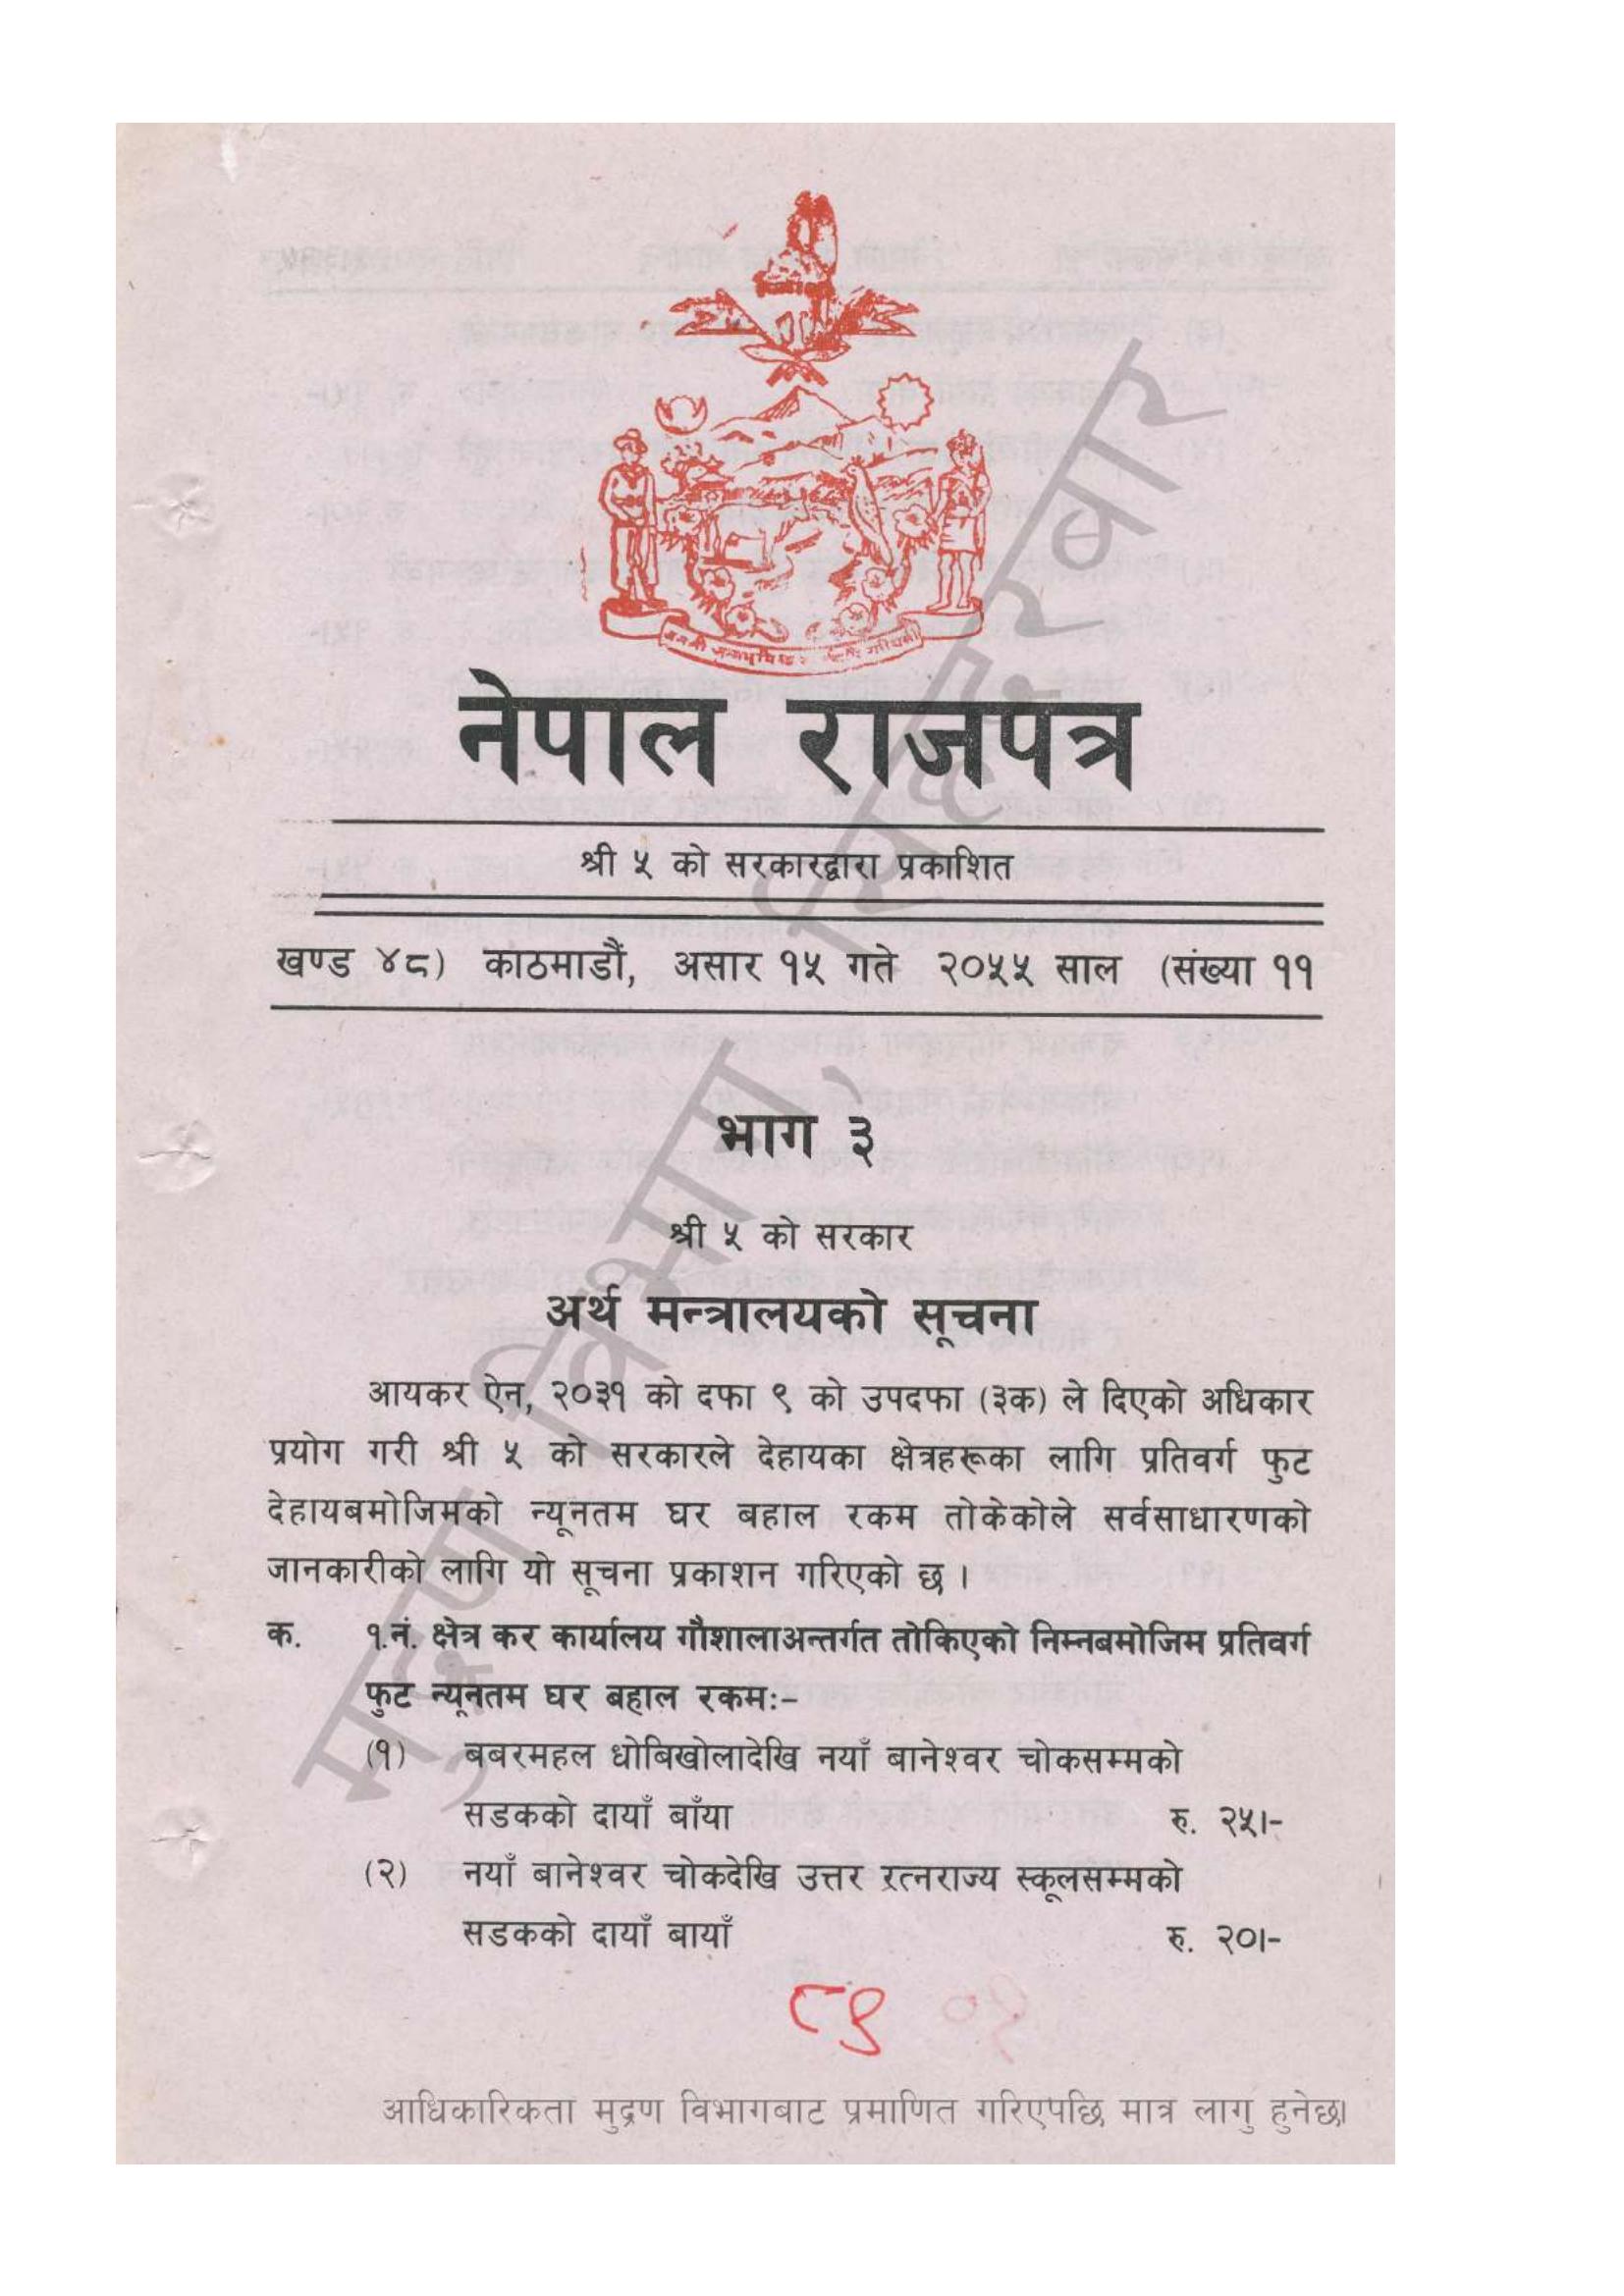 नेपाल राजपत्र
श्री ५ को सरकारद्वारा प्रकाशित
खण्ड ४८) काठमाडौं, असार १५ गते २०५५ साल (संख्या ११
भाग ३
श्री ५ को सरकार
अर्थ मन्त्रालयको सूचना
आयकर ऐन, २०३१ को दफा ९ को उपदफा (३क) ले दिएको अधिकार
प्रयोग गरी श्री ५ को सरकारले देहायका क्षेत्रहरूका लागि प्रतिवर्ग फुट
देहायबमोजिमको न्यूनतम घर बहाल रकम तोकेकोले सर्वसाधारणको
जानकारीको लागि यो सूचना प्रकाशन गरिएको छ ।
क. १.नं. क्षेत्र कर कार्यालय गौशालाअन्तर्गत तोकिएको निम्नबमोजिम प्रतिवर्ग
फुट न्यूनतम घर बहाल रकमः–
(१) बबरमहल धोबिखोलादेखि नयाँ बानेश्वर चोकसम्मको
सडकको दायाँ बाँया रु. २५।–
(२) नयाँ बानेश्वर चोकदेखि उत्तर रत्नराज्य स्कूलसम्मको
सडकको दायाँ बायाँ रु. २०।–
८९
आधिकारिकता मुद्रण विभागबाट प्रमाणित गरिएपछि मात्र लागु हुनेछ।
मुद्रण विभाग, सिंहदरबार